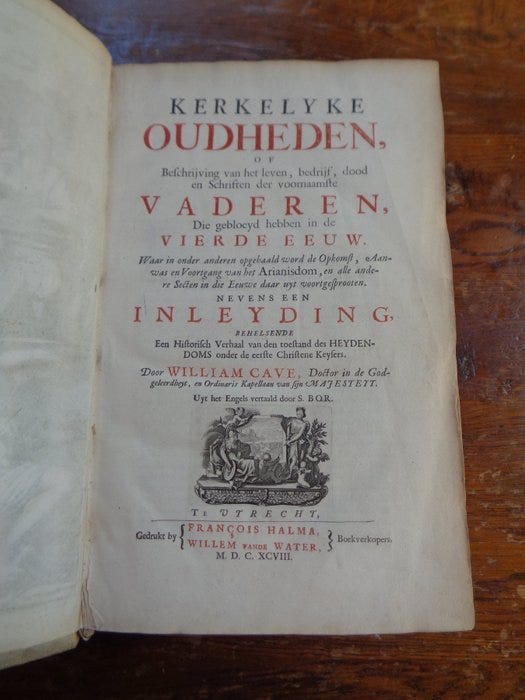 KERKELYKE
OUDHEDEN,
OF
Beſchrijving van het leven, bedrijf, dood
en Schriften der voornaamſte
VADEREN,
Die gebloeyd hebben in de
VIERDE EEUW.
Waar in onder anderen opgehaald word de Opkomſt, Aan-
was en Voortgang van het Arianisdom, en alle ande-
re Secten in die Eeuwe daar uyt voortgeſprooten.
NEVENS EEN
INLEYDING,
BEHELSENDE
Een Hiſtoriſch Verhaal van den toeſtand des HEYDEN-
DOMS onder de eerſte Chriſtene Keyſers.
Door WILLIAM CAVE, Doctor in de God-
geleerdheyt, en Ordinaris Kapellaan van ſijn MAJESTEYT.
Uyt het Engels vertaald door S. BOR.
Te UTRECHT,
Gedrukt by { FRANÇOIS HALMA, } Boekverkopers.
WILLEM VANDE WATER,
M. D. C. XCVIII.